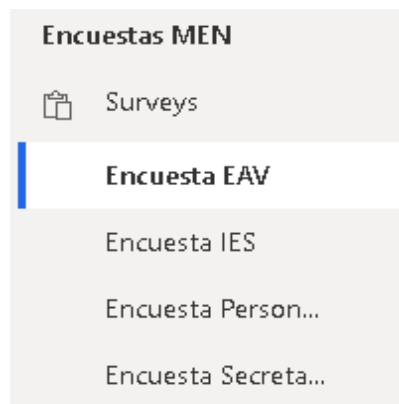 Encuestas MEN
Surveys
Encuesta EAV
Encuesta IES
Encuesta Person...
Encuesta Secreta...